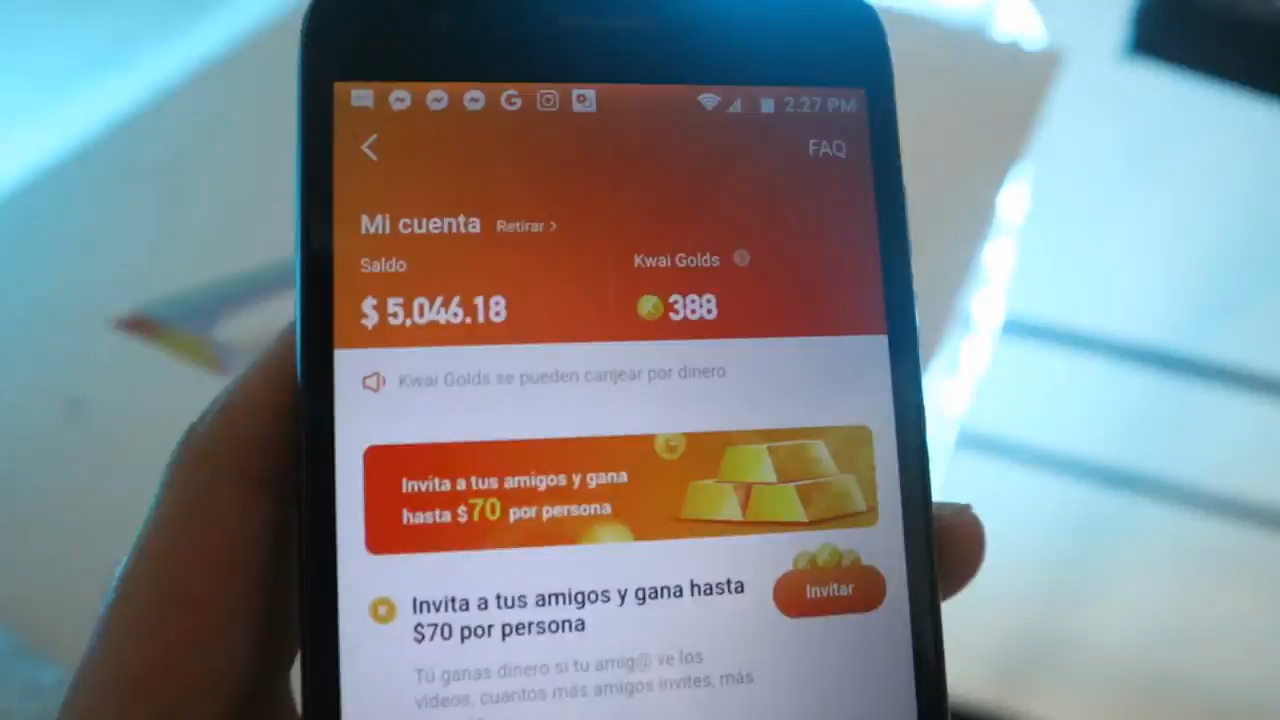 2:27 PM
FAQ
Mi cuenta Retirar >
Saldo
Kwai Golds
$ 5,046.18
388
Kwai Golds se pueden canjear por dinero
Invita a tus amigos y gana
hasta $70 por persona
Invita a tus amigos y gana hasta
$70 por persona
Invitar
Tú ganas dinero si tu amig@ ve los
videos, cuantos más amigos invites, más